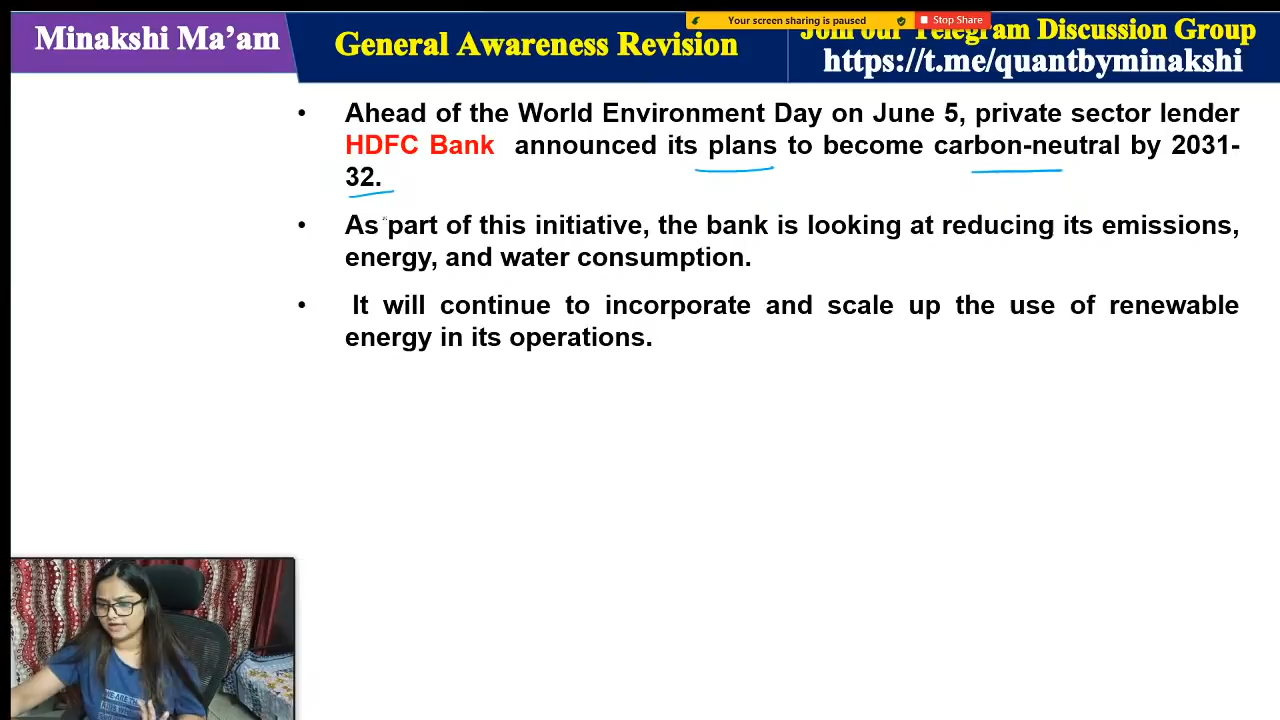 Minakshi Ma’am
General Awareness Revision
Your screen sharing is paused
Stop Share
Join our Telegram Discussion Group
https://t.me/quantbyminakshi
• Ahead of the World Environment Day on June 5, private sector lender
HDFC Bank announced its plans to become carbon-neutral by 2031-
32.
• As part of this initiative, the bank is looking at reducing its emissions,
energy, and water consumption.
• It will continue to incorporate and scale up the use of renewable
energy in its operations.